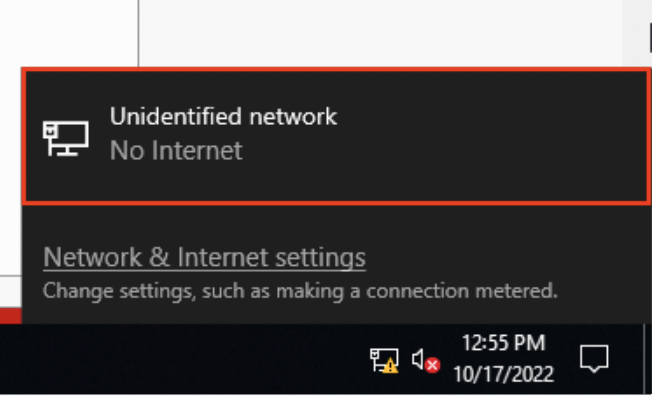 Unidentified network
No Internet
Network & Internet settings
Change settings, such as making a connection metered.
12:55 PM
10/17/2022